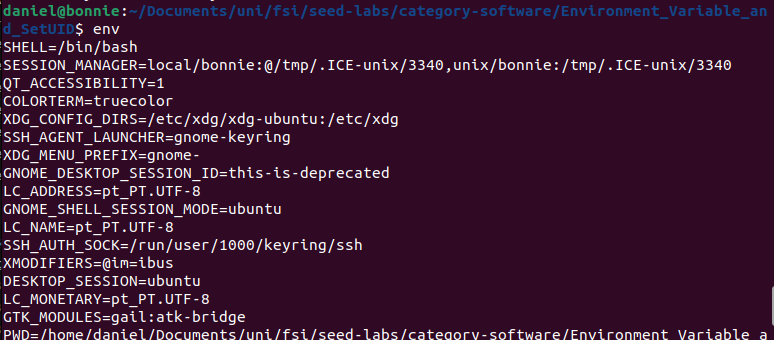 daniel@bonnie:~/Documents/uni/fsi/seed-labs/category-software/Environment_Variable_an
d_SetUID$ env
SHELL=/bin/bash
SESSION_MANAGER=local/bonnie:@/tmp/.ICE-unix/3340,unix/bonnie:/tmp/.ICE-unix/3340
QT_ACCESSIBILITY=1
COLORTERM=truecolor
XDG_CONFIG_DIRS=/etc/xdg/xdg-ubuntu:/etc/xdg
SSH_AGENT_LAUNCHER=gnome-keyring
XDG_MENU_PREFIX=gnome-
GNOME_DESKTOP_SESSION_ID=this-is-deprecated
LC_ADDRESS=pt_PT.UTF-8
GNOME_SHELL_SESSION_MODE=ubuntu
LC_NAME=pt_PT.UTF-8
SSH_AUTH_SOCK=/run/user/1000/keyring/ssh
XMODIFIERS=@im=ibus
DESKTOP_SESSION=ubuntu
LC_MONETARY=pt_PT.UTF-8
GTK_MODULES=gail:atk-bridge
PWD=/home/daniel/Documents/uni/fsi/seed-labs/category-software/Environment_Variable_a